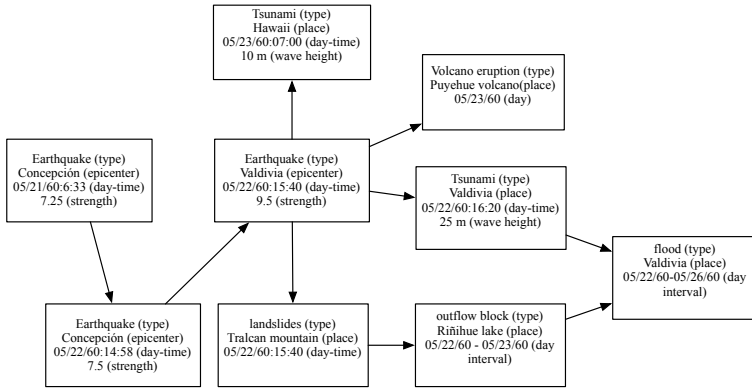 Tsunami (type)
Hawaii (place)
05/23/60:07:00 (day-time)
10 m (wave height)
Volcano eruption (type)
Puyehue volcano(place)
05/23/60 (day)
Earthquake (type)
Concepción (epicenter)
05/21/60:6:33 (day-time)
7.25 (strength)
Earthquake (type)
Valdivia (epicenter)
05/22/60:15:40 (day-time)
9.5 (strength)
Tsunami (type)
Valdivia (place)
05/22/60:16:20 (day-time)
25 m (wave height)
flood (type)
Valdivia (place)
05/22/60-05/26/60 (day
interval)
Earthquake (type)
Concepción (epicenter)
05/22/60:14:58 (day-time)
7.5 (strength)
landslides (type)
Tralcan mountain (place)
05/22/60:15:40 (day-time)
outflow block (type)
Riñihue lake (place)
05/22/60 - 05/23/60 (day
interval)